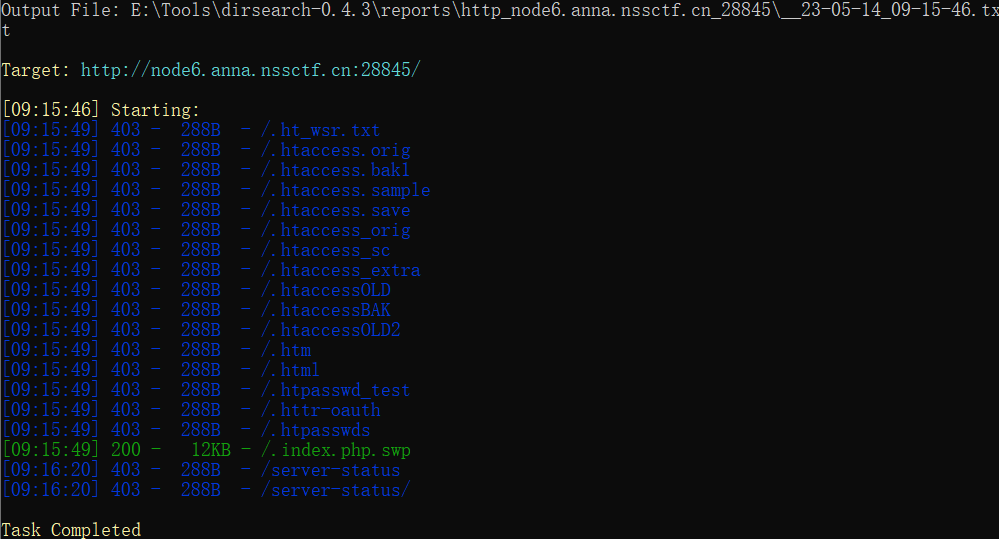 Output File: E:\Tools\dirsearch-0.4.3\reports\http_node6.anna.nssctf.cn_28845\__23-05-14_09-15-46.tx
t
Target: http://node6.anna.nssctf.cn:28845/
[09:15:46] Starting:
[09:15:49] 403 -  288B  - /.ht_wsr.txt
[09:15:49] 403 -  288B  - /.htaccess.orig
[09:15:49] 403 -  288B  - /.htaccess.bak1
[09:15:49] 403 -  288B  - /.htaccess.sample
[09:15:49] 403 -  288B  - /.htaccess.save
[09:15:49] 403 -  288B  - /.htaccess_orig
[09:15:49] 403 -  288B  - /.htaccess_sc
[09:15:49] 403 -  288B  - /.htaccess_extra
[09:15:49] 403 -  288B  - /.htaccessOLD
[09:15:49] 403 -  288B  - /.htaccessBAK
[09:15:49] 403 -  288B  - /.htaccessOLD2
[09:15:49] 403 -  288B  - /.htm
[09:15:49] 403 -  288B  - /.html
[09:15:49] 403 -  288B  - /.htpasswd_test
[09:15:49] 403 -  288B  - /.httr-oauth
[09:15:49] 403 -  288B  - /.htpasswds
[09:15:49] 200 -   12KB - /.index.php.swp
[09:16:20] 403 -  288B  - /server-status
[09:16:20] 403 -  288B  - /server-status/
Task Completed